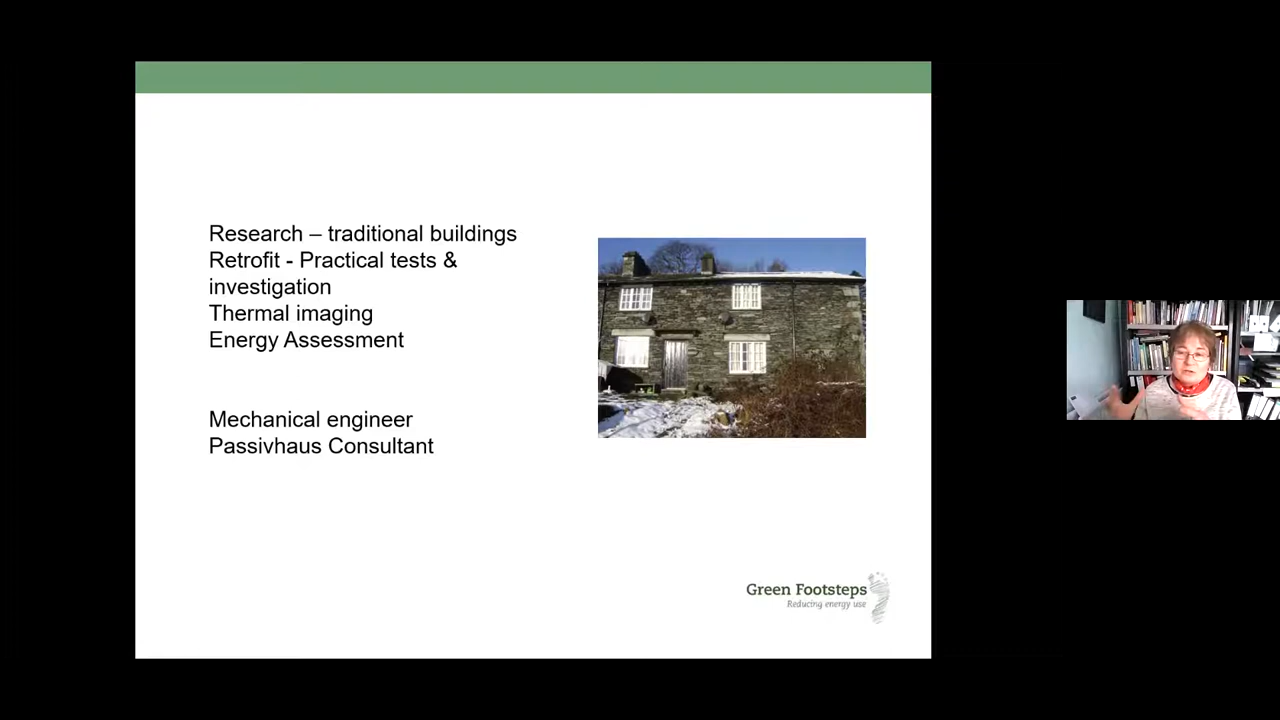 Research – traditional buildings
Retrofit - Practical tests &
investigation
Thermal imaging
Energy Assessment
Mechanical engineer
Passivhaus Consultant
Green Footsteps
Reducing energy use